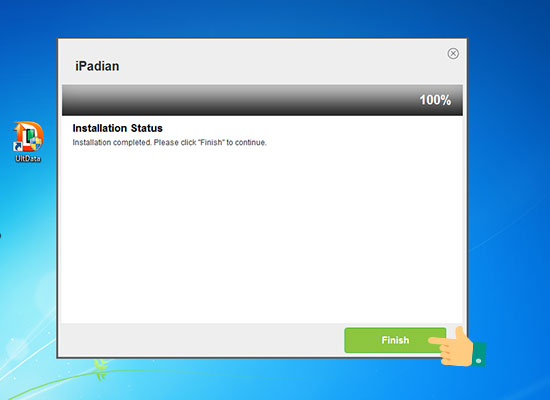 iPadian
100%
Installation Status
Installation completed. Please click "Finish" to continue.
UltData
Finish